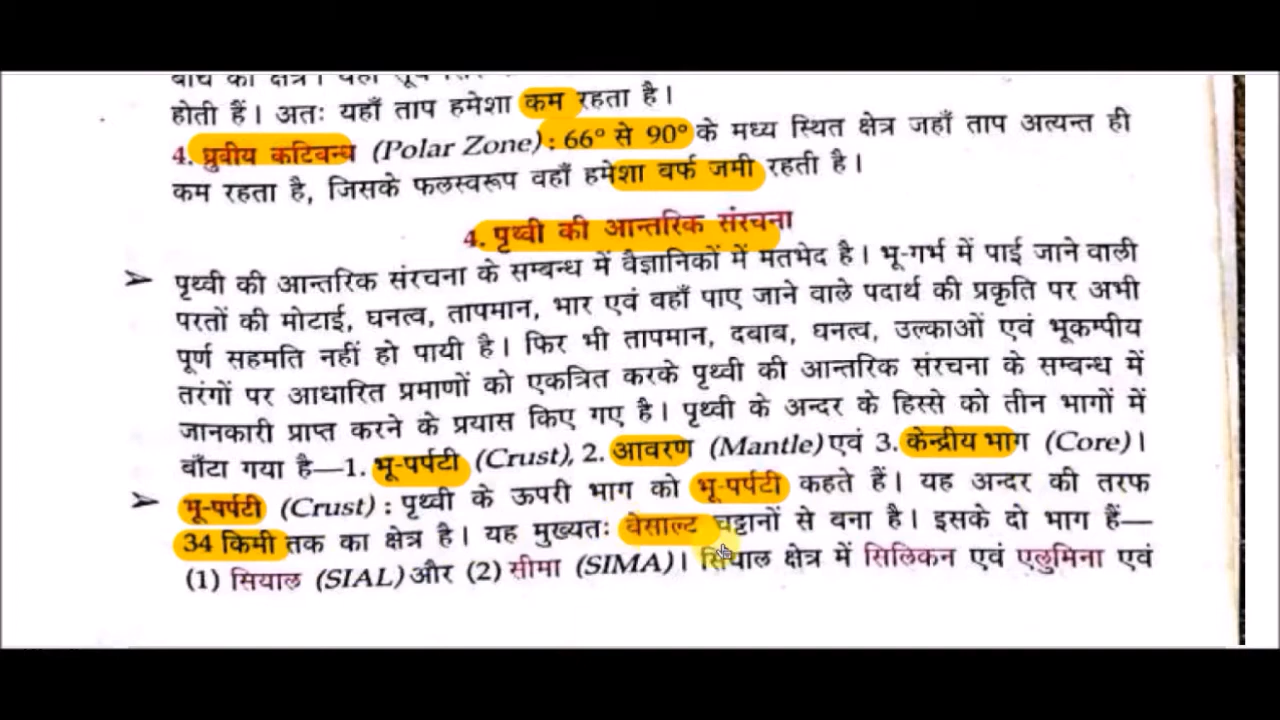 होती हैं। अतः यहाँ ताप हमेशा कम रहता है।
4. ध्रुवीय कटिबन्ध (Polar Zone) : 66° से 90° के मध्य स्थित क्षेत्र जहाँ ताप अत्यन्त ही
कम रहता है, जिसके फलस्वरूप वहाँ हमेशा बर्फ जमी रहती है।
4. पृथ्वी की आन्तरिक संरचना
➤ पृथ्वी की आन्तरिक संरचना के सम्बन्ध में वैज्ञानिकों में मतभेद है। भू-गर्भ में पाई जाने वाली
परतों की मोटाई, घनत्व, तापमान, भार एवं वहाँ पाए जाने वाले पदार्थ की प्रकृति पर अभी
पूर्ण सहमति नहीं हो पायी है। फिर भी तापमान, दबाब, घनत्व, उल्काओं एवं भूकम्पीय
तरंगों पर आधारित प्रमाणों को एकत्रित करके पृथ्वी की आन्तरिक संरचना के सम्बन्ध में
जानकारी प्राप्त करने के प्रयास किए गए है। पृथ्वी के अन्दर के हिस्से को तीन भागों में
बाँटा गया है—1. भू-पर्पटी (Crust), 2. आवरण (Mantle) एवं 3. केन्द्रीय भाग (Core)।
➤ भू-पर्पटी (Crust) : पृथ्वी के ऊपरी भाग को भू-पर्पटी कहते हैं। यह अन्दर की तरफ
34 किमी तक का क्षेत्र है। यह मुख्यतः बेसाल्ट चट्टानों से बना है। इसके दो भाग हैं—
(1) सियाल (SIAL) और (2) सीमा (SIMA)। सियाल क्षेत्र में सिलिकन एवं एलुमिना एवं